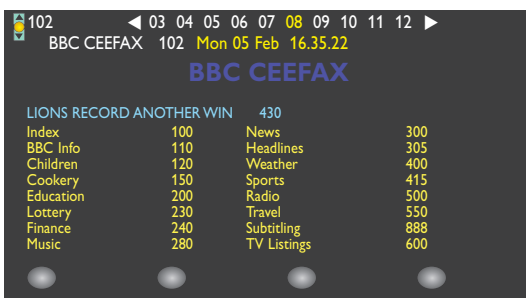 102 ◀ 03 04 05 06 07 08 09 10 11 12 ▶
BBC CEEFAX 102 Mon 05 Feb 16.35.22
BBC CEEFAX
LIONS RECORD ANOTHER WIN 430
Index 100 News 300
BBC Info 110 Headlines 305
Children 120 Weather 400
Cookery 150 Sports 415
Education 200 Radio 500
Lottery 230 Travel 550
Finance 240 Subtitling 888
Music 280 TV Listings 600